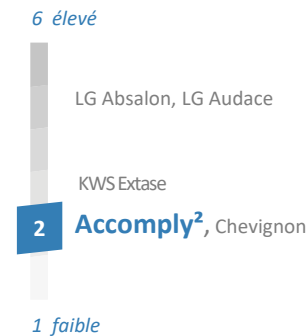 6 élevé
LG Absalon, LG Audace
KWS Extase
2 Accomply², Chevignon
1 faible